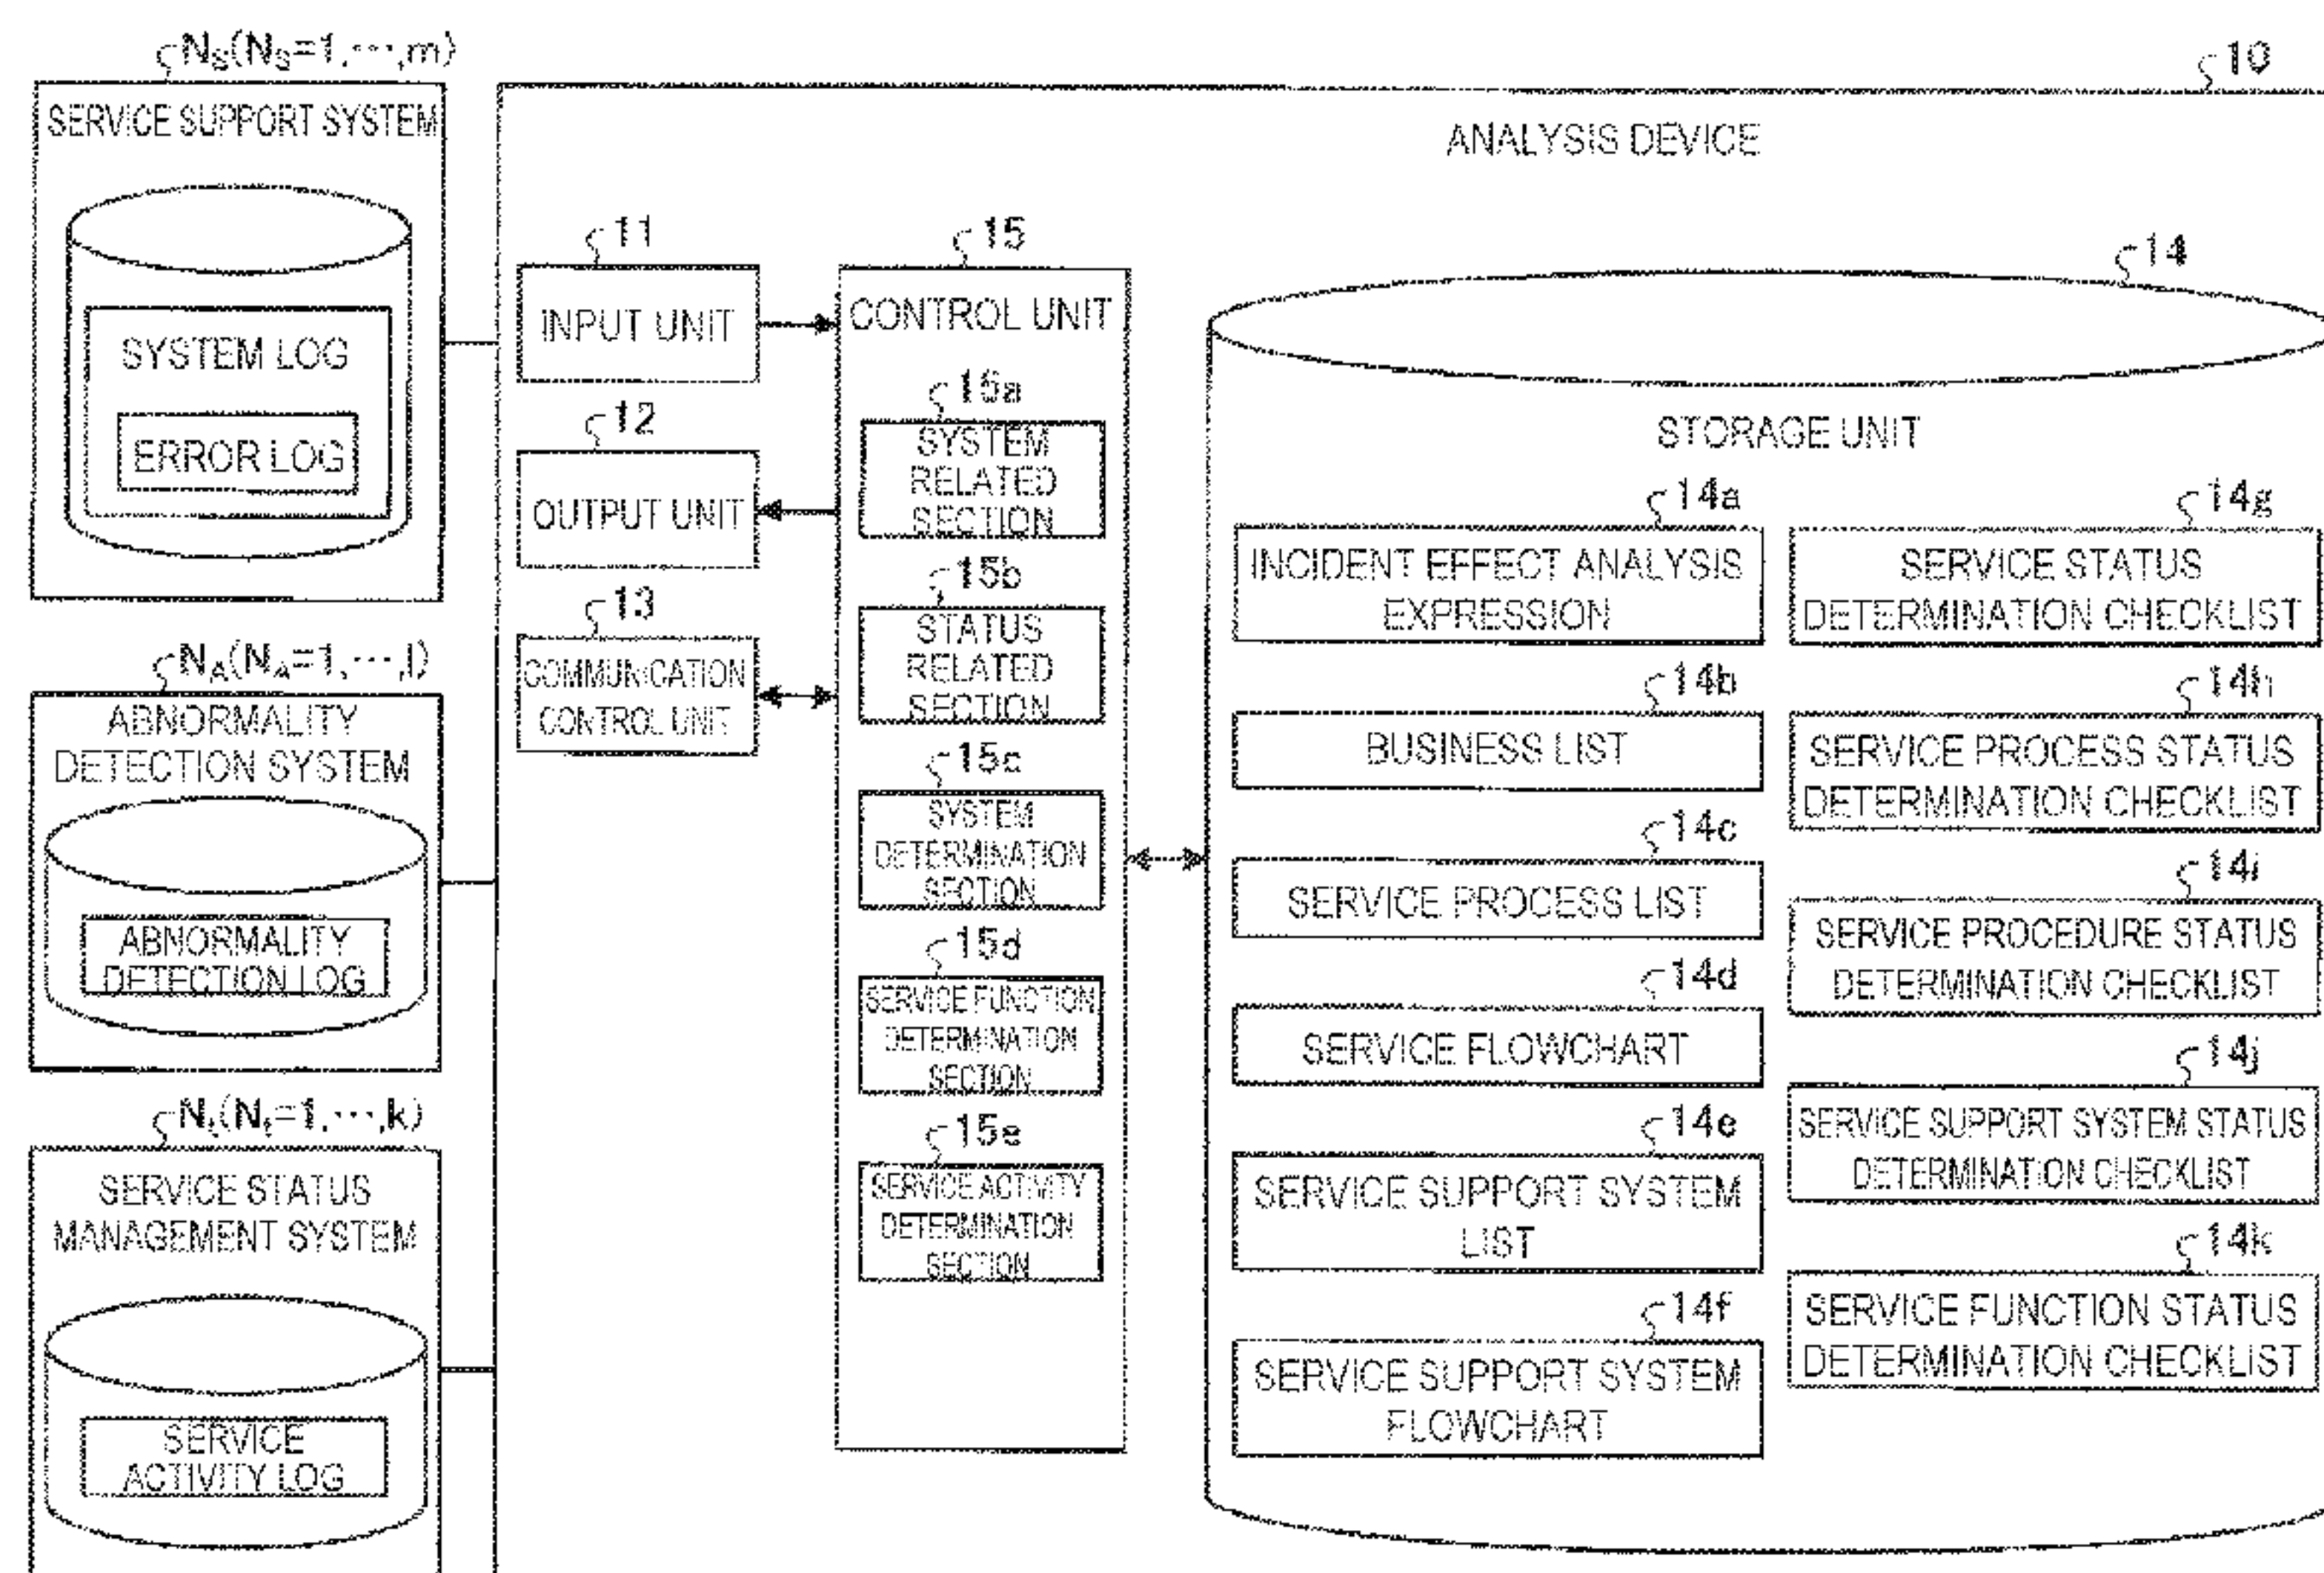 N_S(N_S=1,···,m)
SERVICE SUPPORT SYSTEM
SYSTEM LOG
ERROR LOG
N_A(N_A=1,···,l)
ABNORMALITY
DETECTION SYSTEM
ABNORMALITY
DETECTION LOG
N_t(N_t=1,···,k)
SERVICE STATUS
MANAGEMENT SYSTEM
SERVICE
ACTIVITY LOG
10
ANALYSIS DEVICE
11
INPUT UNIT
12
OUTPUT UNIT
13
COMMUNICATION
CONTROL UNIT
15
CONTROL UNIT
15a
SYSTEM
RELATED
SECTION
15b
STATUS
RELATED
SECTION
15c
SYSTEM
DETERMINATION
SECTION
15d
SERVICE FUNCTION
DETERMINATION
SECTION
15e
SERVICE ACTIVITY
DETERMINATION
SECTION
14
STORAGE UNIT
14a
INCIDENT EFFECT ANALYSIS
EXPRESSION
14b
BUSINESS LIST
14c
SERVICE PROCESS LIST
14d
SERVICE FLOWCHART
14e
SERVICE SUPPORT SYSTEM
LIST
14f
SERVICE SUPPORT SYSTEM
FLOWCHART
14g
SERVICE STATUS
DETERMINATION CHECKLIST
14h
SERVICE PROCESS STATUS
DETERMINATION CHECKLIST
14i
SERVICE PROCEDURE STATUS
DETERMINATION CHECKLIST
14j
SERVICE SUPPORT SYSTEM STATUS
DETERMINATION CHECKLIST
14k
SERVICE FUNCTION STATUS
DETERMINATION CHECKLIST